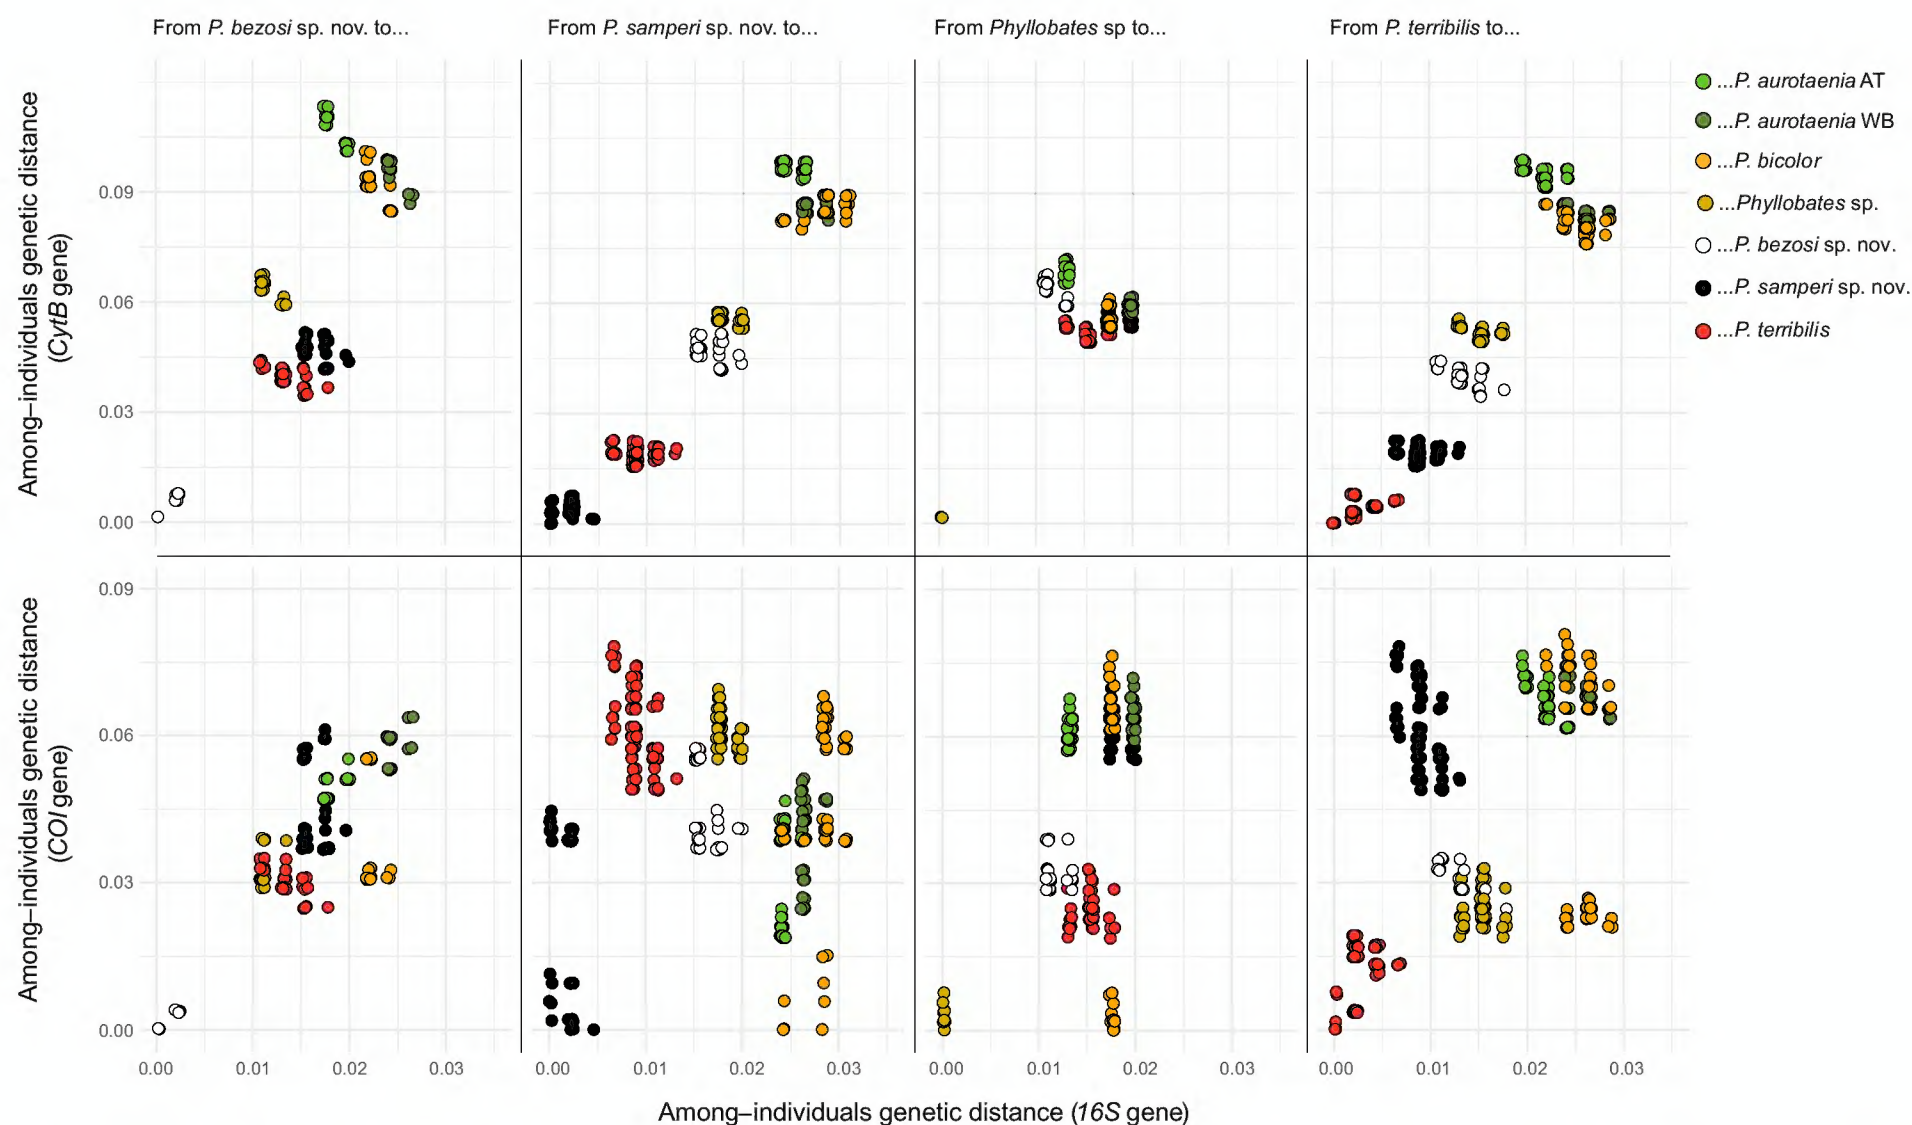 From P. bezosi sp. nov. to...
From P. samperi sp. nov. to...
From Phyllobates sp to...
From P. terribilis to...
Among–individuals genetic distance
(CytB gene)
0.09
0.06
0.03
0.00
...P. aurotaenia AT
...P. aurotaenia WB
...P. bicolor
...Phyllobates sp.
...P. bezosi sp. nov.
...P. samperi sp. nov.
...P. terribilis
Among–individuals genetic distance
(COI gene)
0.09
0.06
0.03
0.00
0.00 0.01 0.02 0.03
0.00 0.01 0.02 0.03
0.00 0.01 0.02 0.03
0.00 0.01 0.02 0.03
Among–individuals genetic distance (16S gene)